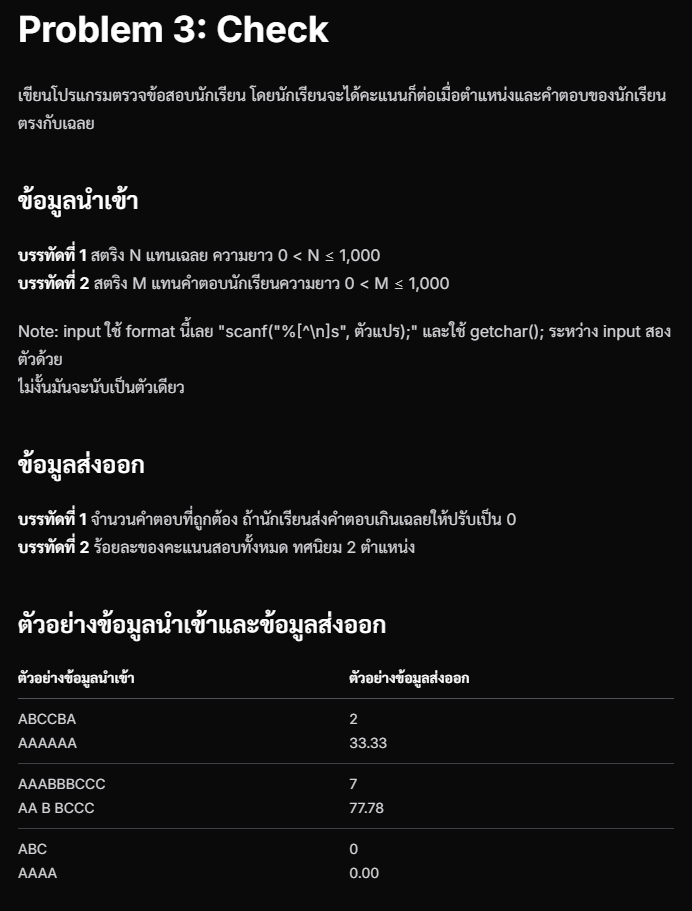 Problem 3: Check
เขียนโปรแกรมตรวจข้อสอบนักเรียน โดยนักเรียนจะได้คะแนนก็ต่อเมื่อตำแหน่งและคำตอบของนักเรียน
ตรงกับเฉลย
ข้อมูลนำเข้า
บรรทัดที่ 1 สตริง N แทนเฉลย ความยาว 0 < N ≤ 1,000
บรรทัดที่ 2 สตริง M แทนคำตอบนักเรียนความยาว 0 < M ≤ 1,000
Note: input ใช้ format นี้เลย "scanf("%[^\n]s", ตัวแปร);" และใช้ getchar(); ระหว่าง input สอง
ตัวด้วย
ไม่งั้นมันจะนับเป็นตัวเดียว
ข้อมูลส่งออก
บรรทัดที่ 1 จำนวนคำตอบที่ถูกต้อง ถ้านักเรียนส่งคำตอบเกินเฉลยให้ปรับเป็น 0
บรรทัดที่ 2 ร้อยละของคะแนนสอบทั้งหมด ทศนิยม 2 ตำแหน่ง
ตัวอย่างข้อมูลนำเข้าและข้อมูลส่งออก
ตัวอย่างข้อมูลนำเข้า ตัวอย่างข้อมูลส่งออก
ABCCBA 2
AAAAAA 33.33
AAABBBCCC 7
AA B BCCC 77.78
ABC 0
AAAA 0.00